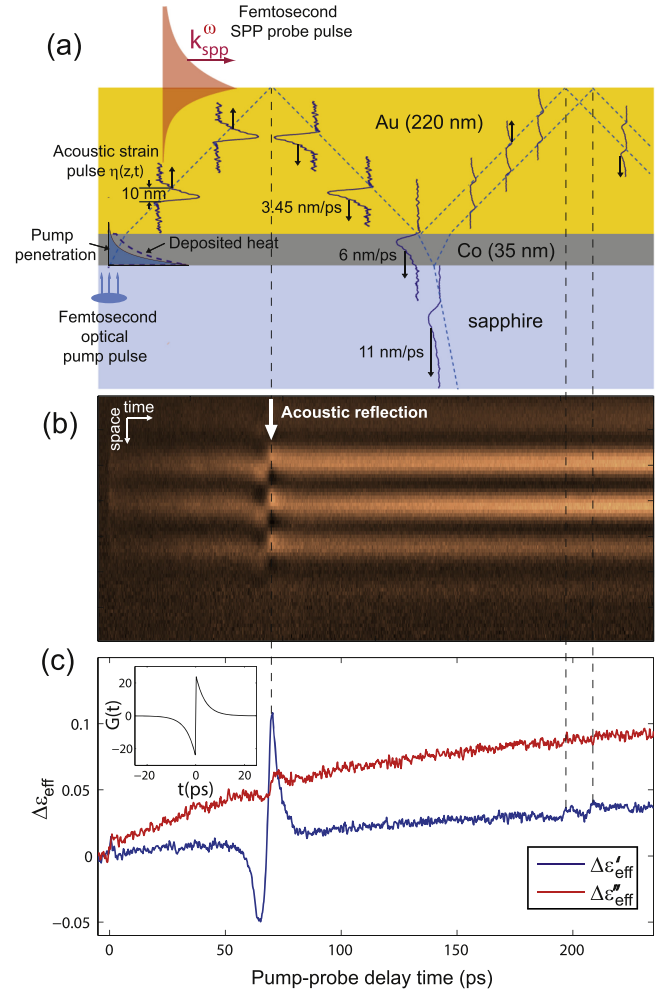 (a)
Femtosecond
SPP probe pulse
k^ω_spp
Au (220 nm)
Acoustic strain
pulse η(z,t)
10 nm
3.45 nm/ps
Pump
penetration
Deposited heat
Co (35 nm)
6 nm/ps
Femtosecond
optical
pump pulse
sapphire
11 nm/ps
(b)
space
time
Acoustic reflection
(c)
G(t)
20
0
−20
−20 0 20
t(ps)
Δε_eff
0.1
0.05
0
−0.05
Δε′_eff
Δε″_eff
0 50 100 150 200
Pump-probe delay time (ps)